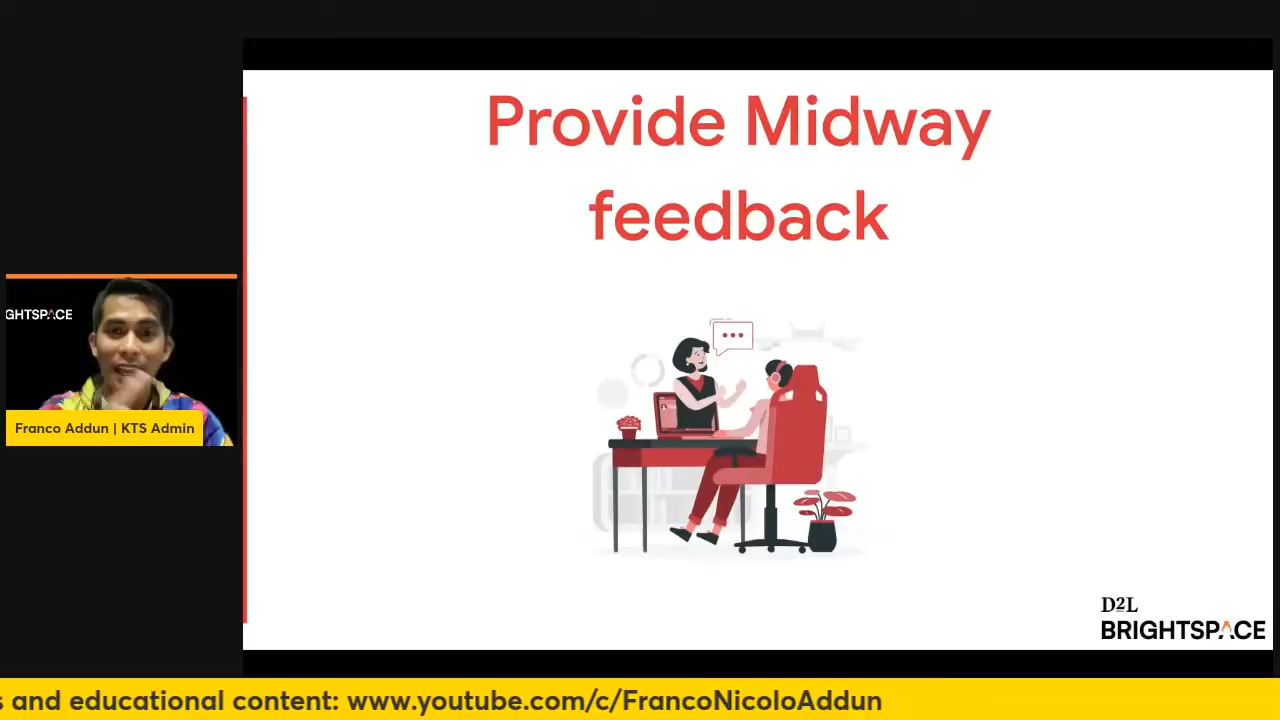 Provide Midway
feedback
GHTSPACE
Franco Addun | KTS Admin
D2L
BRIGHTSPACE
s and educational content: www.youtube.com/c/FrancoNicoloAddun